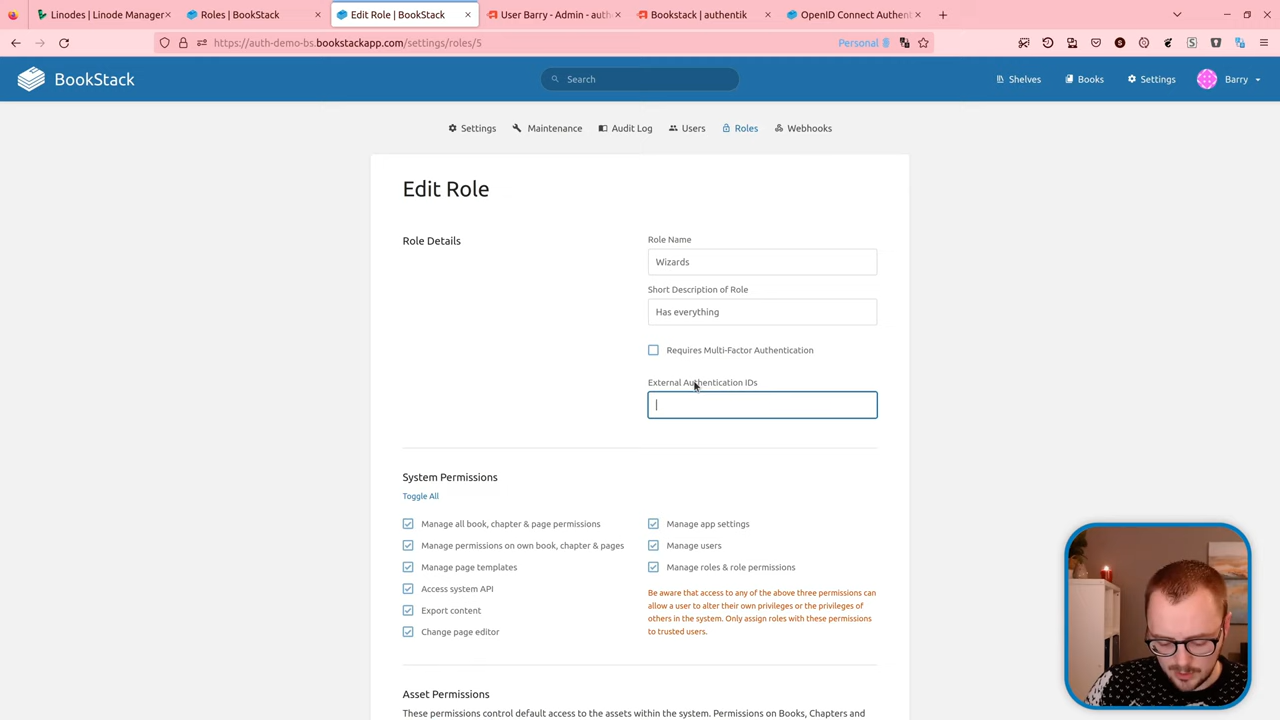 Linodes | Linode Manager
Roles | BookStack
Edit Role | BookStack
User Barry - Admin - auth
Bookstack | authentik
OpenID Connect Authent
https://auth-demo-bs.bookstackapp.com/settings/roles/5
Personal
BookStack
Search
Shelves
Books
Settings
Barry
Settings
Maintenance
Audit Log
Users
Roles
Webhooks
Edit Role
Role Details
Role Name
Wizards
Short Description of Role
Has everything
Requires Multi-Factor Authentication
External Authentication IDs
System Permissions
Toggle All
Manage all book, chapter & page permissions
Manage permissions on own book, chapter & pages
Manage page templates
Access system API
Export content
Change page editor
Manage app settings
Manage users
Manage roles & role permissions
Be aware that access to any of the above three permissions can
allow a user to alter their own privileges or the privileges of
others in the system. Only assign roles with these permissions
to trusted users.
Asset Permissions
These permissions control default access to the assets within the system. Permissions on Books, Chapters and